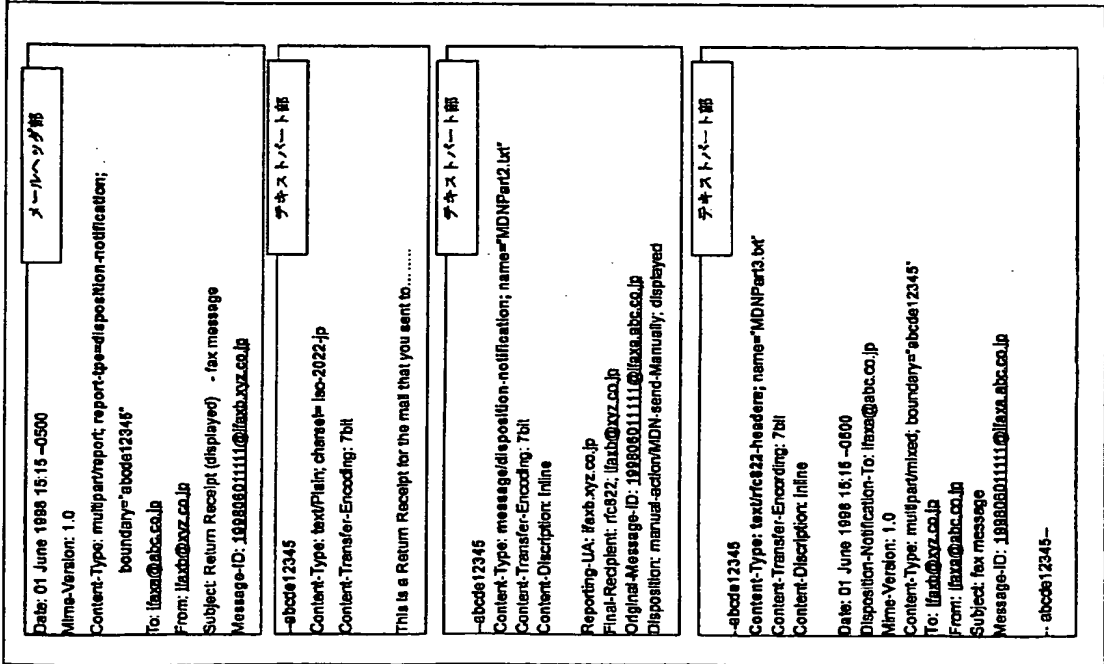 メールヘッダ部
Date: 01 June 1998 15:15 -0500
Mime-Version: 1.0
Content-Type: multipart/report; report-tpe=disposition-notification;
boundary="abcde12345"
To: ifaxa@abc.co.jp
From: ifaxb@xyz.co.jp
Subject: Return Receipt (displayed) - fax message
Message-ID: 199806011111@ifaxb.xyz.co.jp
テキストパート部
--abcde12345
Content-Type: text/Plain; charset= iso-2022-jp
Content-Transfer-Encoding: 7bit
This is a Return Receipt for the mail that you sent to........
テキストパート部
--abcde12345
Content-Type: message/disposition-notification; name="MDNPart2.txt"
Content-Transfer-Encoding: 7bit
Content-Discription: Inline
Reporting-UA: ifaxb.xyz.co.jp
Final-Recipient: rfc822; ifaxb@xyz.co.jp
Original-Message-ID: 199806011111@ifaxa.abc.co.jp
Disposition: manual-action/MDN-send-Manually; displayed
テキストパート部
--abcde12345
Content-Type: text/rfc822-headers; name="MDNPart3.txt"
Content-Transfer-Encording: 7bit
Content-Discription: Inline
Date: 01 June 1998 15:15 -0500
Disposition-Notification-To: ifaxa@abc.co.jp
Mime-Version: 1.0
Content-Type: multipart/mixed; boundary="abcde12345"
To: ifaxb@xyz.co.jp
From: ifaxa@abc.co.jp
Subject: fax message
Message-ID: 199806011111@ifaxa.abc.co.jp
-- abcde12345--